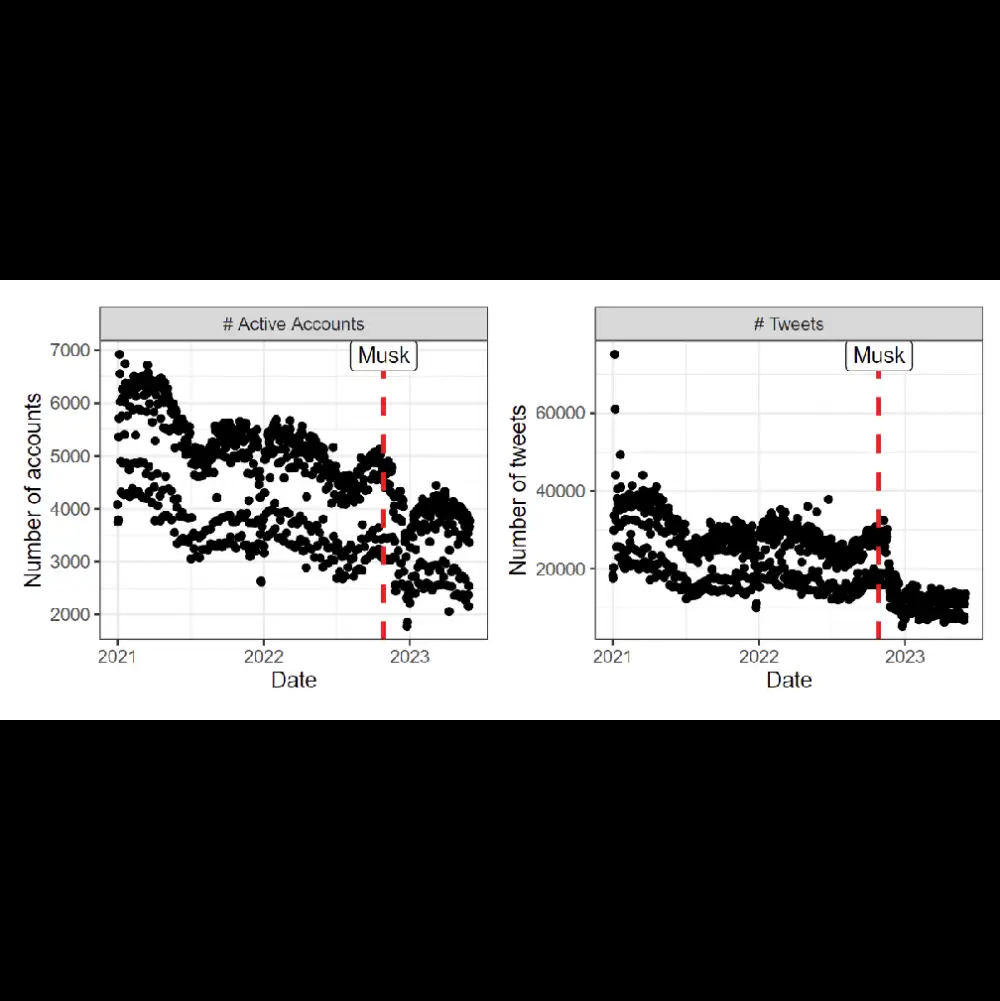 # Active Accounts
Musk
Number of accounts
7000
6000
5000
4000
3000
2000
2021 2022 2023
Date
# Tweets
Musk
Number of tweets
60000
40000
20000
2021 2022 2023
Date